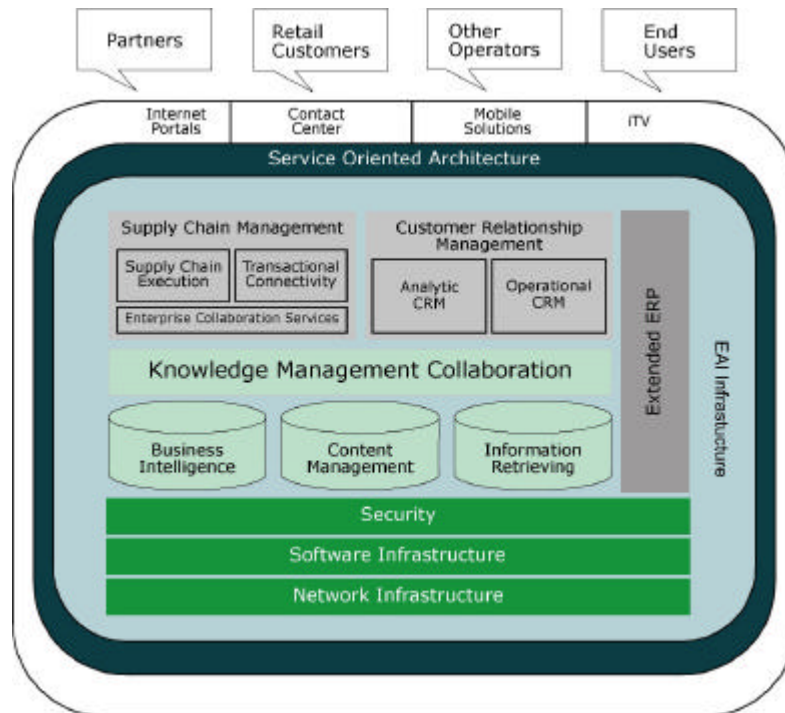 Partners
Retail
Customers
Other
Operators
End
Users
Internet
Portals
Contact
Center
Mobile
Solutions
iTV
Service Oriented Architecture
Supply Chain Management
Supply Chain
Execution
Transactional
Connectivity
Enterprise Collaboration Services
Customer Relationship
Management
Analytic
CRM
Operational
CRM
Extended ERP
EAI Infrastucture
Knowledge Management Collaboration
Business
Intelligence
Content
Management
Information
Retrieving
Security
Software Infrastructure
Network Infrastructure